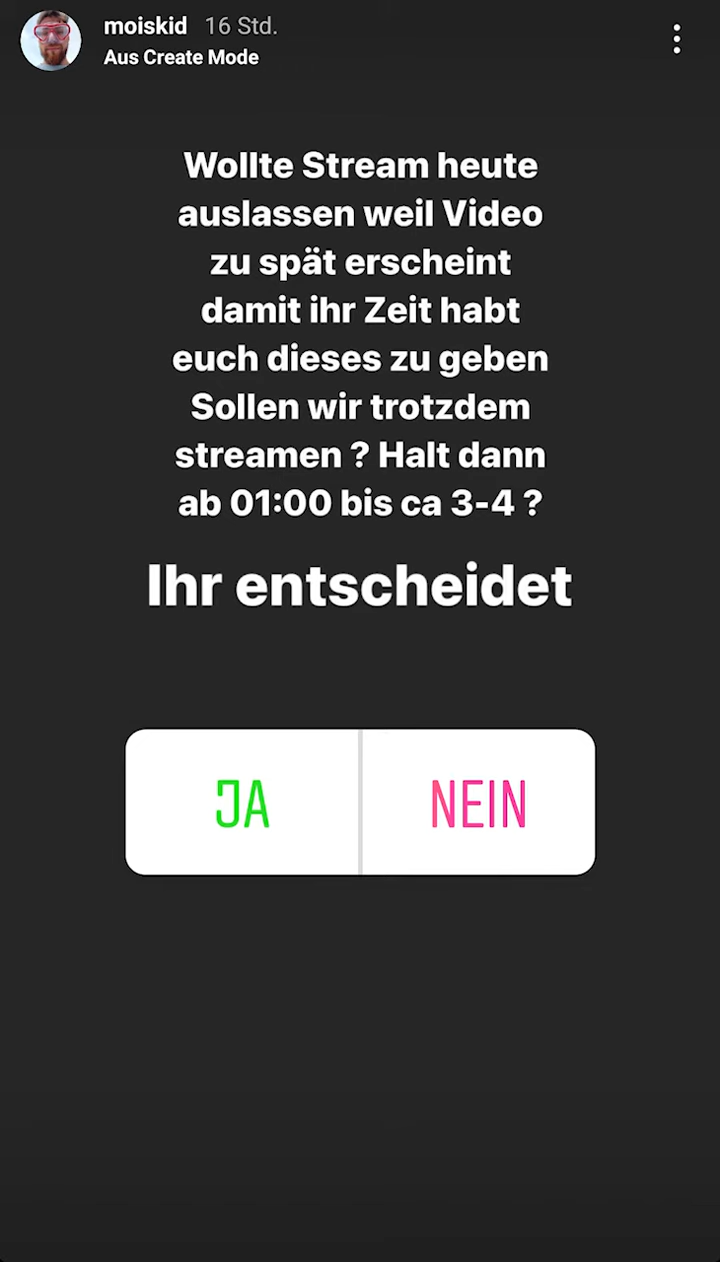 moiskid 16 Std.
Aus Create Mode
Wollte Stream heute
auslassen weil Video
zu spät erscheint
damit ihr Zeit habt
euch dieses zu geben
Sollen wir trotzdem
streamen ? Halt dann
ab 01:00 bis ca 3-4 ?
Ihr entscheidet
JA NEIN